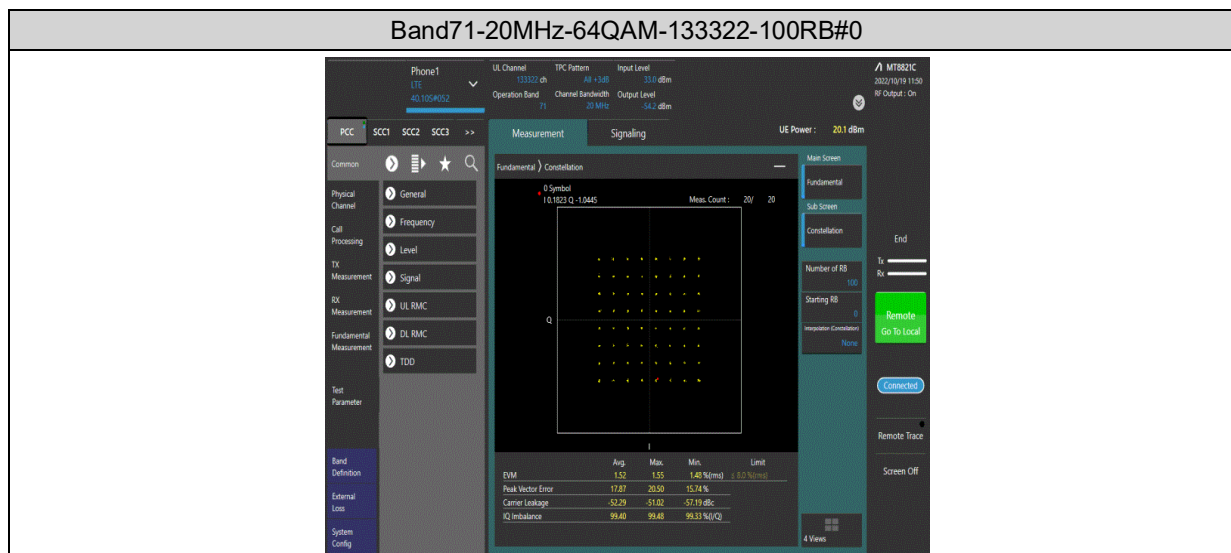 Band71-20MHz-64QAM-133322-100RB#0
Phone1
LTE
40.10S#052
UL Channel TPC Pattern Input Level
133322 ch All +3dB 33.0 dBm
Operation Band Channel Bandwidth Output Level
71 20 MHz -54.2 dBm
MT8821C
2022/10/19 11:50
RF Output : On
PCC SCC1 SCC2 SCC3 >>
Measurement Signaling
UE Power : 20.1 dBm
Common
Physical
Channel
Call
Processing
TX
Measurement
RX
Measurement
Fundamental
Measurement
Test
Parameter
Band
Definition
External
Loss
System
Config
General
Frequency
Level
Signal
UL RMC
DL RMC
TDD
Fundamental Constellation
0 Symbol
I 0.1823 Q -1.0445 Meas. Count : 20/ 20
Q
I
Avg. Max. Min. Limit
EVM 1.52 1.55 1.48 %(rms) ≤ 8.0 %(rms)
Peak Vector Error 17.87 20.50 15.74 %
Carrier Leakage -52.29 -51.02 -57.19 dBc
IQ Imbalance 99.40 99.48 99.33 %(I/Q)
Main Screen
Fundamental
Sub Screen
Constellation
Number of RB
100
Starting RB
0
Interpolation (Constellation)
None
4 Views
End
Tx
Rx
Remote
Go To Local
Connected
Remote Trace
Screen Off